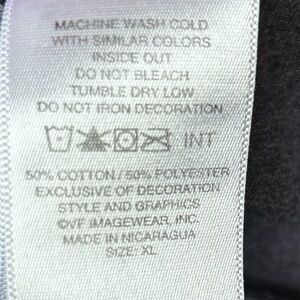 MACHINE WASH COLD
WITH SIMILAR COLORS
INSIDE OUT
DO NOT BLEACH
TUMBLE DRY LOW
DO NOT IRON DECORATION
INT
50% COTTON / 50% POLYESTER
EXCLUSIVE OF DECORATION
STYLE AND GRAPHICS
©VF IMAGEWEAR, INC.
MADE IN NICARAGUA
SIZE: XL